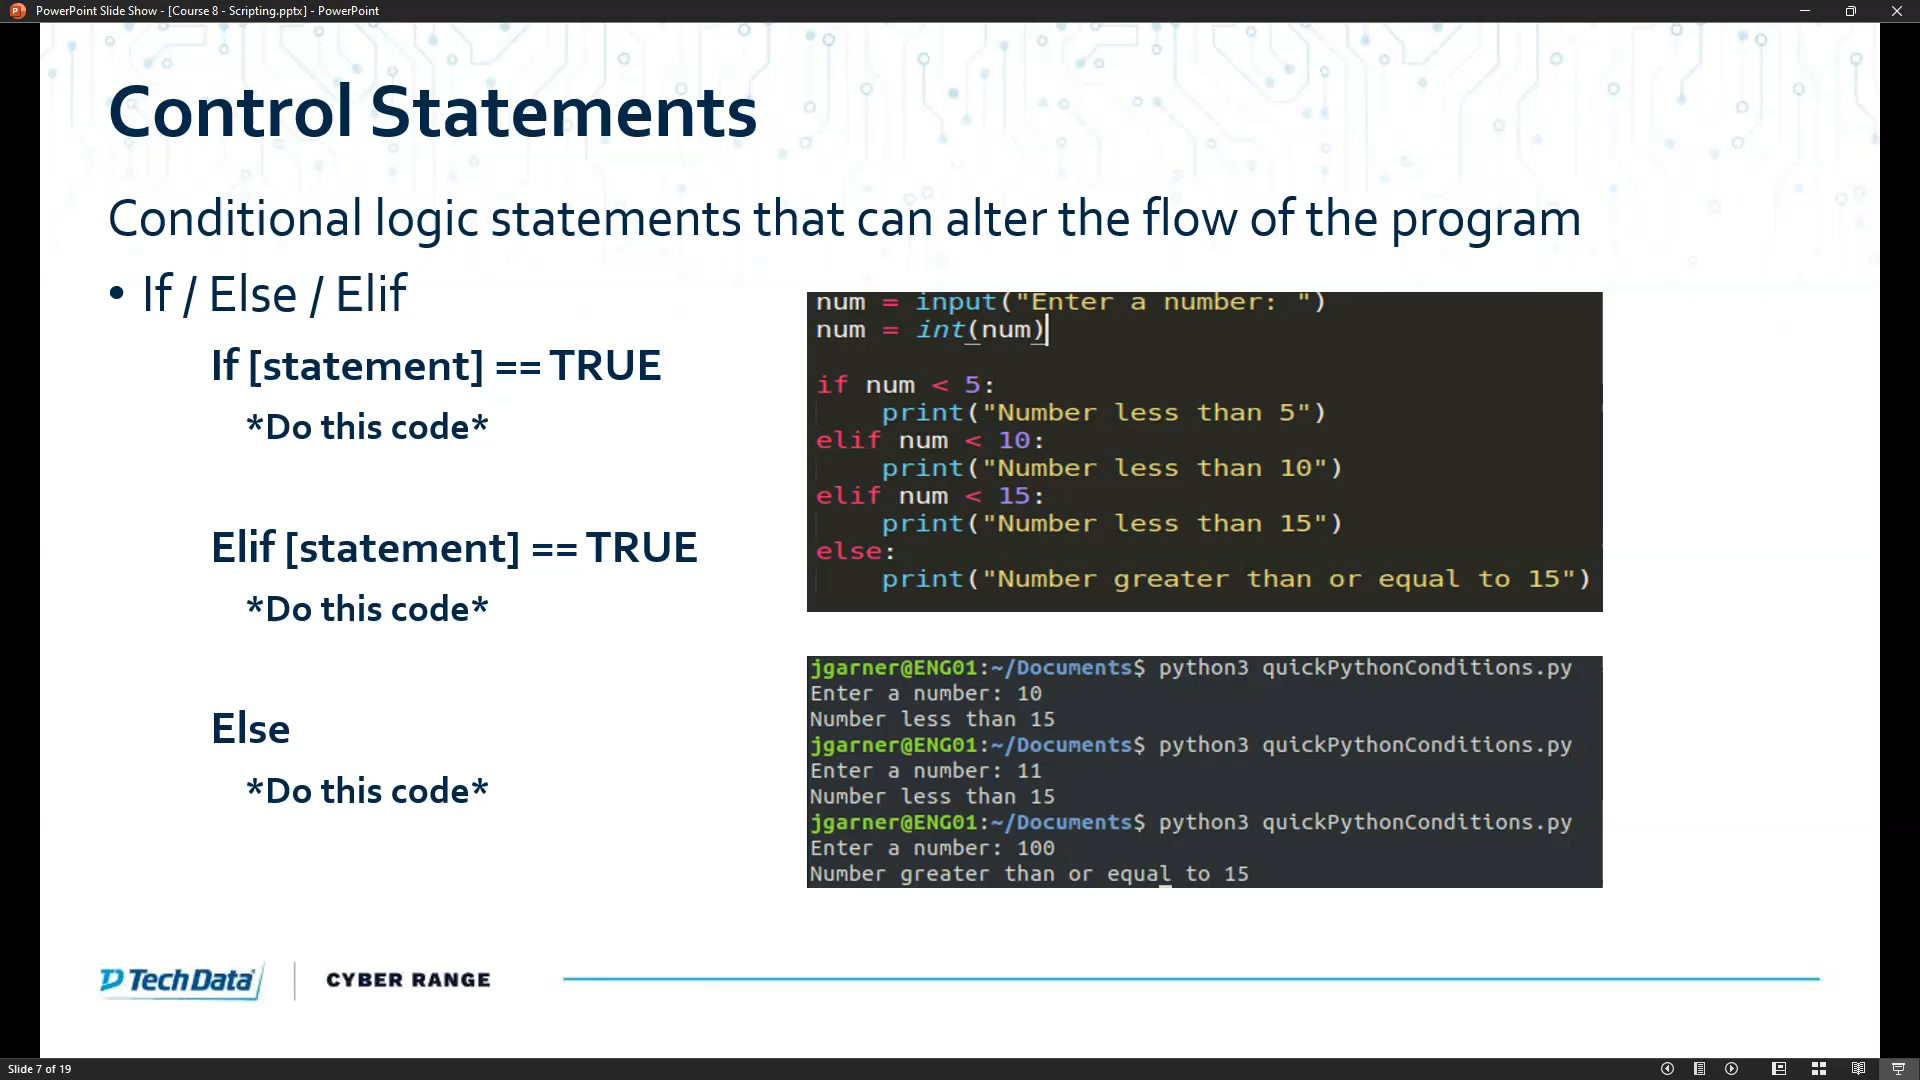 PowerPoint Slide Show - [Course 8 - Scripting.pptx] - PowerPoint
Control Statements
Conditional logic statements that can alter the flow of the program
• If / Else / Elif
If [statement] == TRUE
*Do this code*
Elif [statement] == TRUE
*Do this code*
Else
*Do this code*
num = input("Enter a number: ")
num = int(num)
if num < 5:
    print("Number less than 5")
elif num < 10:
    print("Number less than 10")
elif num < 15:
    print("Number less than 15")
else:
    print("Number greater than or equal to 15")
jgarner@ENG01:~/Documents$ python3 quickPythonConditions.py
Enter a number: 10
Number less than 15
jgarner@ENG01:~/Documents$ python3 quickPythonConditions.py
Enter a number: 11
Number less than 15
jgarner@ENG01:~/Documents$ python3 quickPythonConditions.py
Enter a number: 100
Number greater than or equal to 15
TechData
CYBER RANGE
Slide 7 of 19